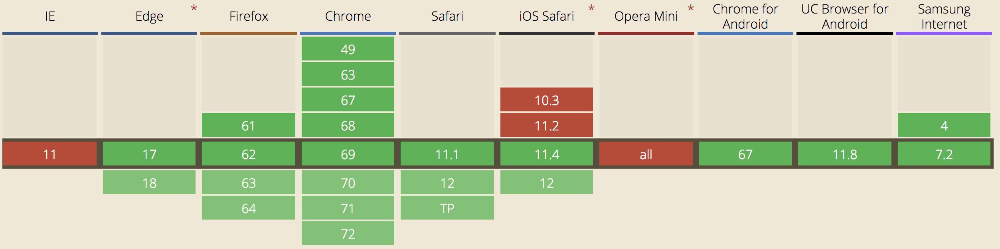 IE Edge * Firefox Chrome Safari iOS Safari * Opera Mini * Chrome for Android UC Browser for Android Samsung Internet
49
63
67 10.3
61 68 11.2 4
11 17 62 69 11.1 11.4 all 67 11.8 7.2
18 63 70 12 12
64 71 TP
72